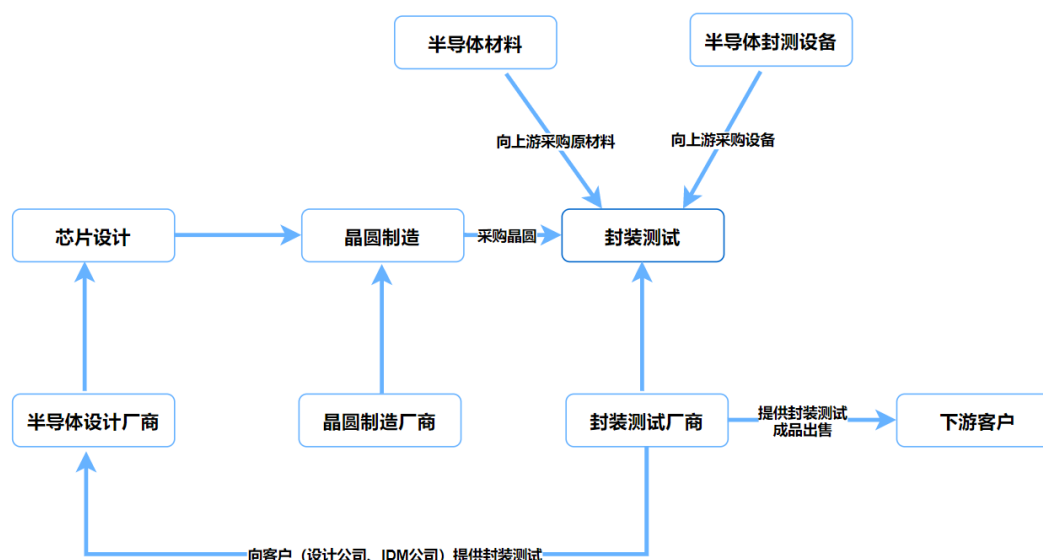 半导体材料
半导体封测设备
向上游采购原材料
向上游采购设备
芯片设计
晶圆制造
采购晶圆
封装测试
半导体设计厂商
晶圆制造厂商
封装测试厂商
提供封装测试
成品出售
下游客户
向客户（设计公司、IDM公司）提供封装测试